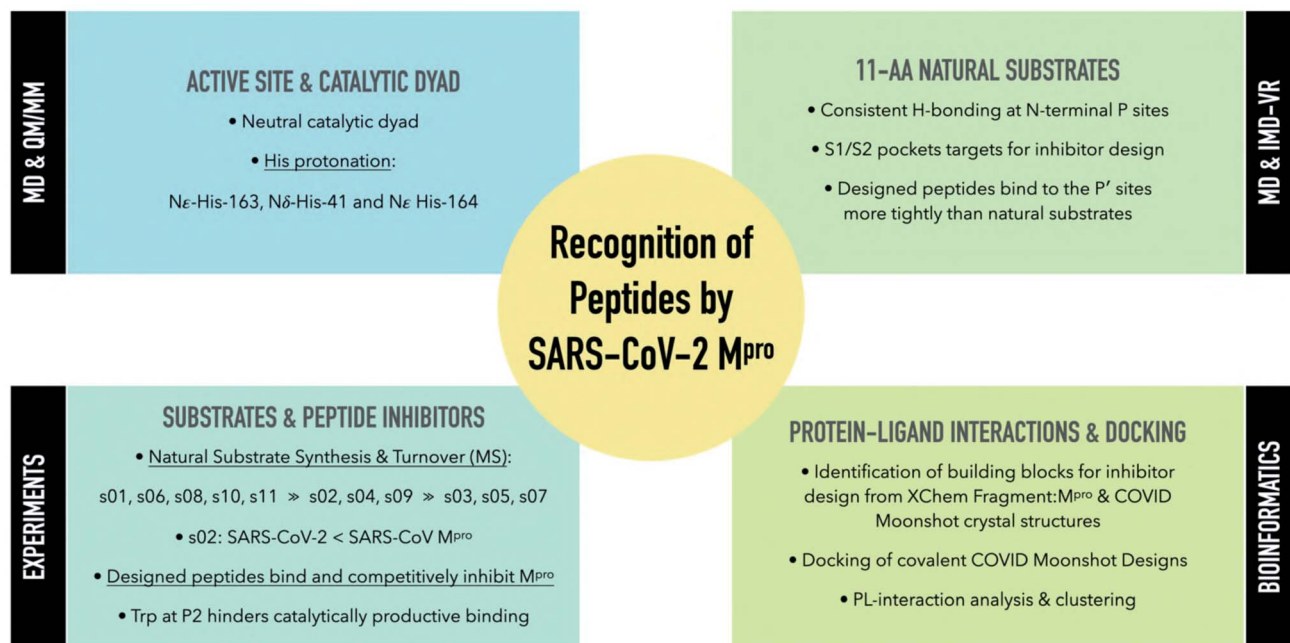 MD & QM/MM
ACTIVE SITE & CATALYTIC DYAD
• Neutral catalytic dyad
• His protonation:
Nε-His-163, Nδ-His-41 and Nε His-164
11-AA NATURAL SUBSTRATES
• Consistent H-bonding at N-terminal P sites
• S1/S2 pockets targets for inhibitor design
• Designed peptides bind to the P′ sites
more tightly than natural substrates
MD & IMD-VR
Recognition of
Peptides by
SARS-CoV-2 Mᵖʳᵒ
EXPERIMENTS
SUBSTRATES & PEPTIDE INHIBITORS
• Natural Substrate Synthesis & Turnover (MS):
s01, s06, s08, s10, s11 ≫ s02, s04, s09 ≫ s03, s05, s07
• s02: SARS-CoV-2 < SARS-CoV Mᵖʳᵒ
• Designed peptides bind and competitively inhibit Mᵖʳᵒ
• Trp at P2 hinders catalytically productive binding
PROTEIN-LIGAND INTERACTIONS & DOCKING
• Identification of building blocks for inhibitor
design from XChem Fragment:Mᵖʳᵒ & COVID
Moonshot crystal structures
• Docking of covalent COVID Moonshot Designs
• PL-interaction analysis & clustering
BIOINFORMATICS